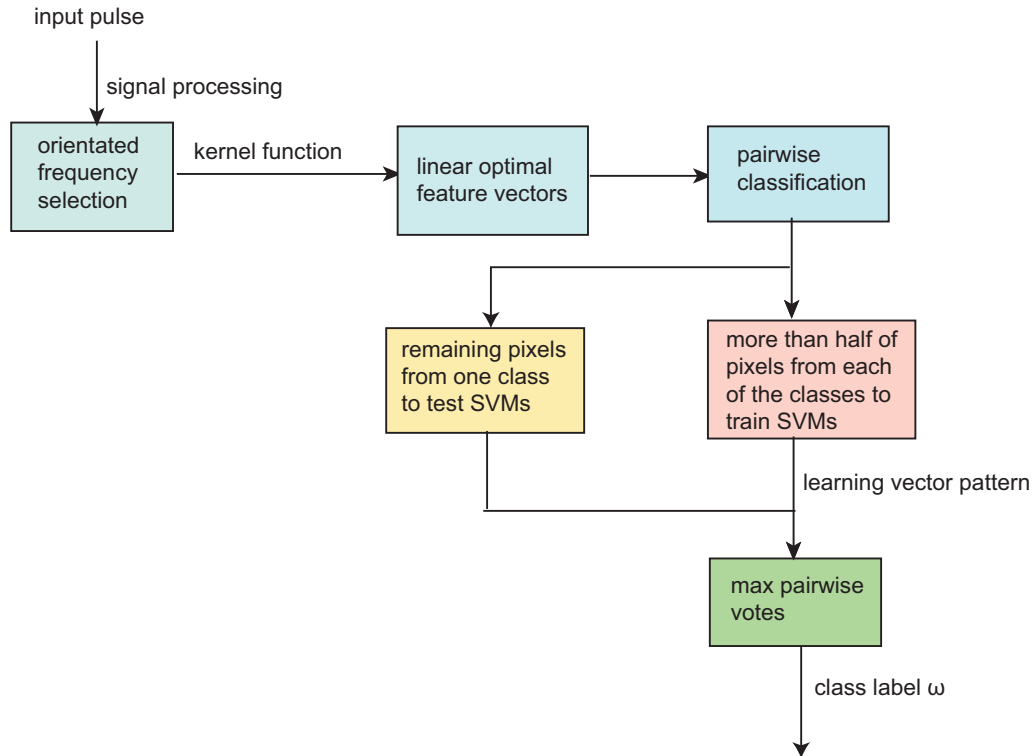 input pulse
signal processing
orientated
frequency
selection
kernel function
linear optimal
feature vectors
pairwise
classification
remaining pixels
from one class
to test SVMs
more than half of
pixels from each
of the classes to
train SVMs
learning vector pattern
max pairwise
votes
class label ω